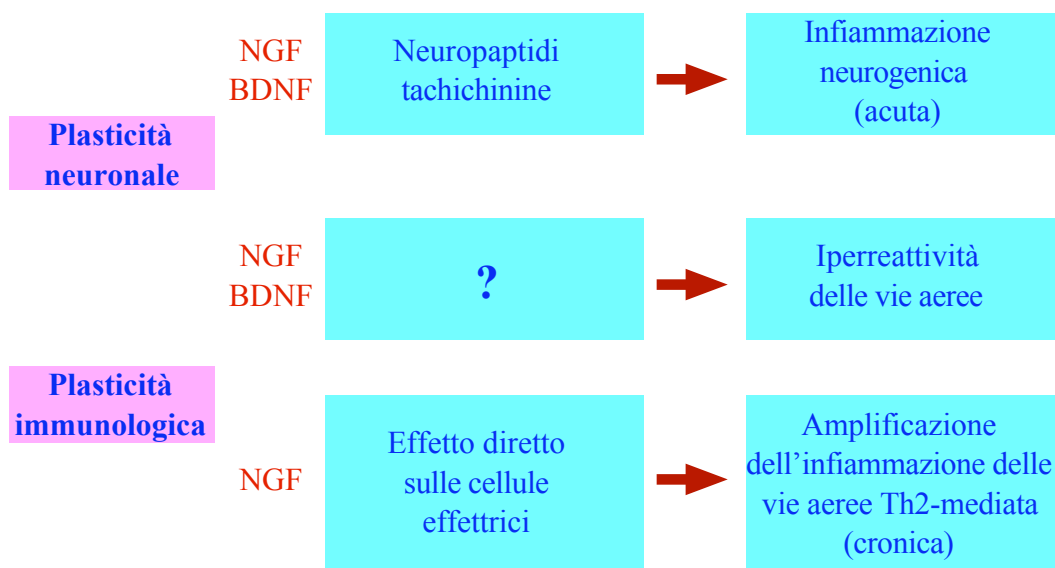 NGF
BDNF
Neuropaptidi
tachichinine
Infiammazione
neurogenica
(acuta)
Plasticità
neuronale
NGF
BDNF
?
Iperreattività
delle vie aeree
Plasticità
immunologica
NGF
Effetto diretto
sulle cellule
effettrici
Amplificazione
dell’infiammazione delle
vie aeree Th2-mediata
(cronica)